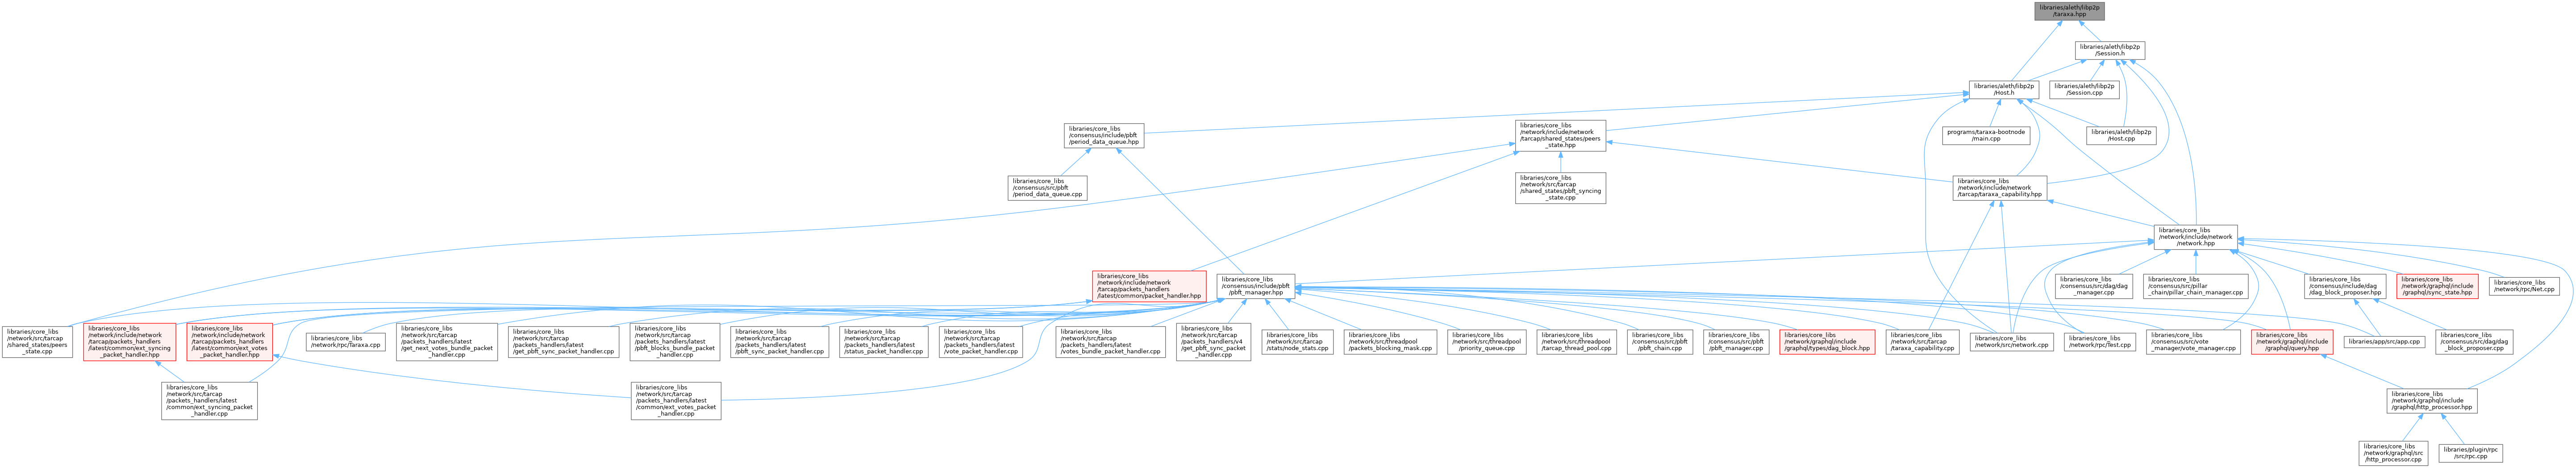 libraries/aleth/libp2p
/taraxa.hpp
libraries/aleth/libp2p
/Session.h
libraries/aleth/libp2p
/Host.h
libraries/aleth/libp2p
/Session.cpp
libraries/core_libs
/consensus/include/pbft
/period_data_queue.hpp
libraries/core_libs
/network/include/network
/tarcap/shared_states/peers
_state.hpp
programs/taraxa-bootnode
/main.cpp
libraries/aleth/libp2p
/Host.cpp
libraries/core_libs
/consensus/src/pbft
/period_data_queue.cpp
libraries/core_libs
/network/src/tarcap
/shared_states/pbft_syncing
_state.cpp
libraries/core_libs
/network/include/network
/tarcap/taraxa_capability.hpp
libraries/core_libs
/network/include/network
/network.hpp
libraries/core_libs
/network/include/network
/tarcap/packets_handlers
/latest/common/packet_handler.hpp
libraries/core_libs
/consensus/include/pbft
/pbft_manager.hpp
libraries/core_libs
/consensus/src/dag/dag
_manager.cpp
libraries/core_libs
/consensus/src/pillar
_chain/pillar_chain_manager.cpp
libraries/core_libs
/consensus/include/dag
/dag_block_proposer.hpp
libraries/core_libs
/network/graphql/include
/graphql/sync_state.hpp
libraries/core_libs
/network/rpc/Net.cpp
libraries/core_libs
/network/src/tarcap
/shared_states/peers
_state.cpp
libraries/core_libs
/network/include/network
/tarcap/packets_handlers
/latest/common/ext_syncing
_packet_handler.hpp
libraries/core_libs
/network/include/network
/tarcap/packets_handlers
/latest/common/ext_votes
_packet_handler.hpp
libraries/core_libs
/network/rpc/Taraxa.cpp
libraries/core_libs
/network/src/tarcap
/packets_handlers/latest
/get_next_votes_bundle_packet
_handler.cpp
libraries/core_libs
/network/src/tarcap
/packets_handlers/latest
/get_pbft_sync_packet_handler.cpp
libraries/core_libs
/network/src/tarcap
/packets_handlers/latest
/pbft_blocks_bundle_packet
_handler.cpp
libraries/core_libs
/network/src/tarcap
/packets_handlers/latest
/pbft_sync_packet_handler.cpp
libraries/core_libs
/network/src/tarcap
/packets_handlers/latest
/status_packet_handler.cpp
libraries/core_libs
/network/src/tarcap
/packets_handlers/latest
/vote_packet_handler.cpp
libraries/core_libs
/network/src/tarcap
/packets_handlers/latest
/votes_bundle_packet_handler.cpp
libraries/core_libs
/network/src/tarcap
/packets_handlers/v4
/get_pbft_sync_packet
_handler.cpp
libraries/core_libs
/network/src/tarcap
/stats/node_stats.cpp
libraries/core_libs
/network/src/threadpool
/packets_blocking_mask.cpp
libraries/core_libs
/network/src/threadpool
/priority_queue.cpp
libraries/core_libs
/network/src/threadpool
/tarcap_thread_pool.cpp
libraries/core_libs
/consensus/src/pbft
/pbft_chain.cpp
libraries/core_libs
/consensus/src/pbft
/pbft_manager.cpp
libraries/core_libs
/network/graphql/include
/graphql/types/dag_block.hpp
libraries/core_libs
/network/src/tarcap
/taraxa_capability.cpp
libraries/core_libs
/network/src/network.cpp
libraries/core_libs
/network/rpc/Test.cpp
libraries/core_libs
/consensus/src/vote
_manager/vote_manager.cpp
libraries/core_libs
/network/graphql/include
/graphql/query.hpp
libraries/app/src/app.cpp
libraries/core_libs
/consensus/src/dag/dag
_block_proposer.cpp
libraries/core_libs
/network/src/tarcap
/packets_handlers/latest
/common/ext_syncing_packet
_handler.cpp
libraries/core_libs
/network/src/tarcap
/packets_handlers/latest
/common/ext_votes_packet
_handler.cpp
libraries/core_libs
/network/graphql/include
/graphql/http_processor.hpp
libraries/core_libs
/network/graphql/src
/http_processor.cpp
libraries/plugin/rpc
/src/rpc.cpp